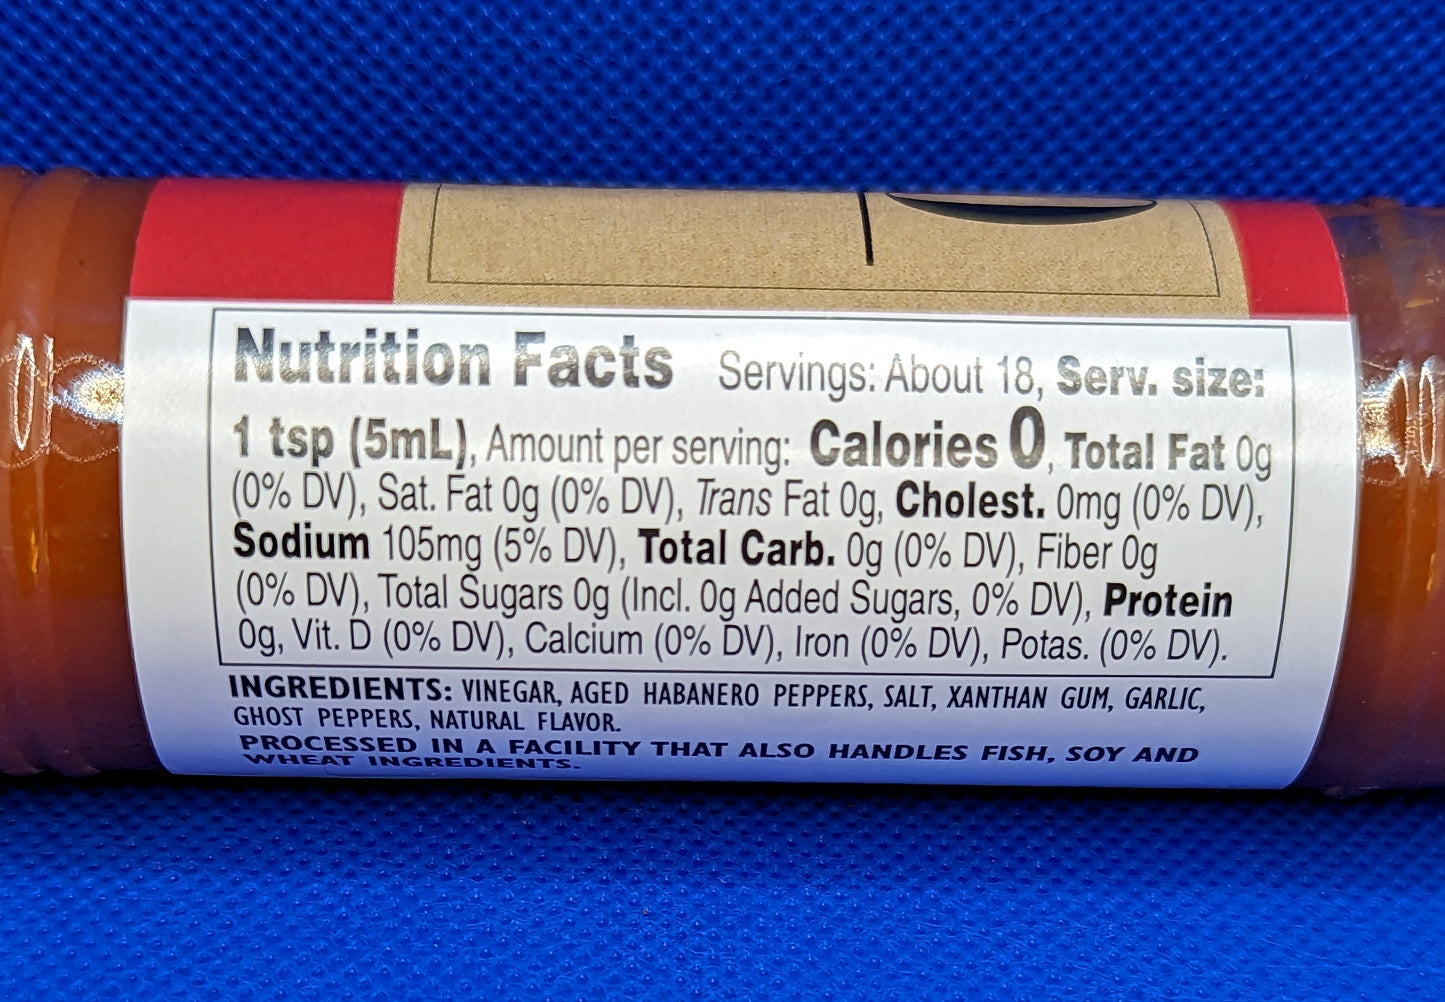 Nutrition Facts Servings: About 18, Serv. size:
1 tsp (5mL), Amount per serving: Calories 0, Total Fat 0g
(0% DV), Sat. Fat 0g (0% DV), Trans Fat 0g, Cholest. 0mg (0% DV),
Sodium 105mg (5% DV), Total Carb. 0g (0% DV), Fiber 0g
(0% DV), Total Sugars 0g (Incl. 0g Added Sugars, 0% DV), Protein
0g, Vit. D (0% DV), Calcium (0% DV), Iron (0% DV), Potas. (0% DV).
INGREDIENTS: VINEGAR, AGED HABANERO PEPPERS, SALT, XANTHAN GUM, GARLIC,
GHOST PEPPERS, NATURAL FLAVOR.
PROCESSED IN A FACILITY THAT ALSO HANDLES FISH, SOY AND
WHEAT INGREDIENTS.